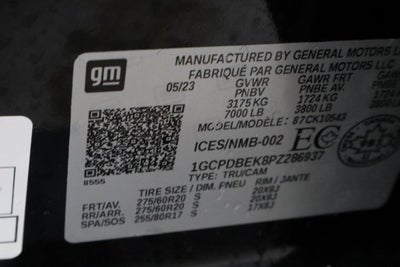 gm
MANUFACTURED BY GENERAL MOTORS LLC
FABRIQUÉ PAR GENERAL MOTORS LLC
05/23 GVWR GAWR FRT
PNBV PNBE AV.
3175 KG 1724 KG
7000 LB 3800 LB
MODEL/MODÈLE: 87CK10543
ICES/NMB-002 EC
1GCPDBEK8PZ286937
TYPE: TRU/CAM
8555
TIRE SIZE / DIM. PNEU RIM / JANTE
FRT/AV. 275/60R20 S 20X9J
RR/ARR. 275/60R20 S 20X9J
SPA/SOS 255/80R17 S 17X8J